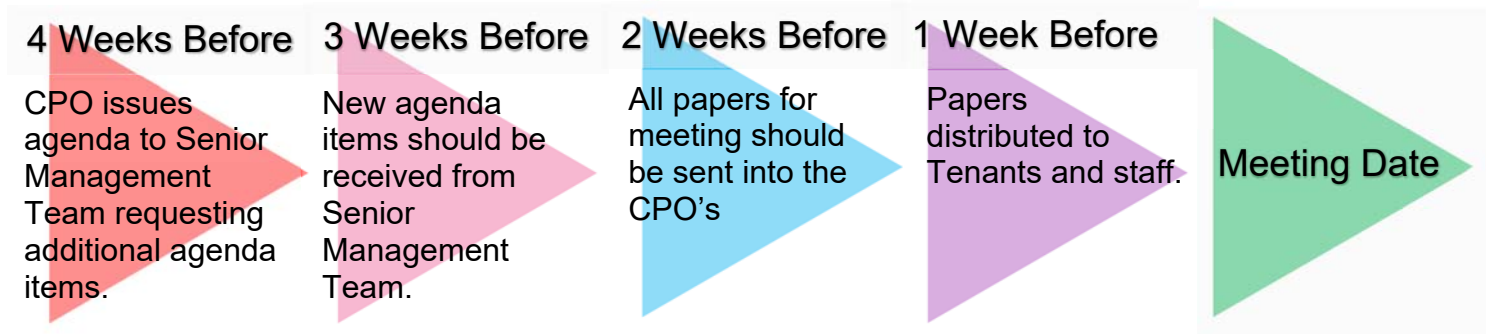 4 Weeks Before
CPO issues
agenda to Senior
Management
Team requesting
additional agenda
items.
3 Weeks Before
New agenda
items should be
received from
Senior
Management
Team.
2 Weeks Before
All papers for
meeting should
be sent into the
CPO’s
1 Week Before
Papers
distributed to
Tenants and staff.
Meeting Date